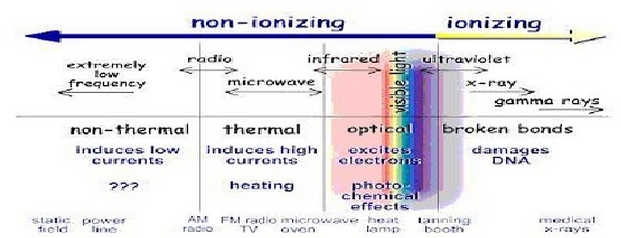 non-ionizing ionizing
radio infrared ultraviolet
extremely
low
frequency
microwave visible light x-ray
gamma rays
non-thermal thermal optical broken bonds
induces low induces high excites damages
currents currents electrons DNA
??? heating photo
chemical
effects
static power AM FM radio microwave heat tanning medical
field line radio TV oven lamp booth x-rays